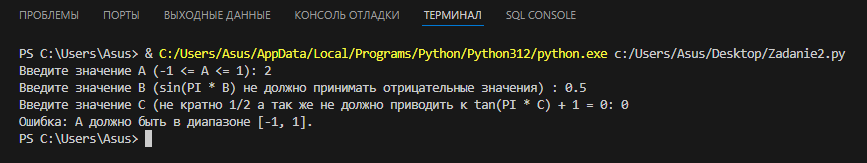 ПРОБЛЕМЫ ПОРТЫ ВЫХОДНЫЕ ДАННЫЕ КОНСОЛЬ ОТЛАДКИ ТЕРМИНАЛ SQL CONSOLE
PS C:\Users\Asus> & C:/Users/Asus/AppData/Local/Programs/Python/Python312/python.exe c:/Users/Asus/Desktop/Zadanie2.py
Введите значение A (-1 <= A <= 1): 2
Введите значение B (sin(PI * B) не должно принимать отрицательные значения) : 0.5
Введите значение C (не кратно 1/2 а так же не должно приводить к tan(PI * C) + 1 = 0: 0
Ошибка: A должно быть в диапазоне [-1, 1].
PS C:\Users\Asus>